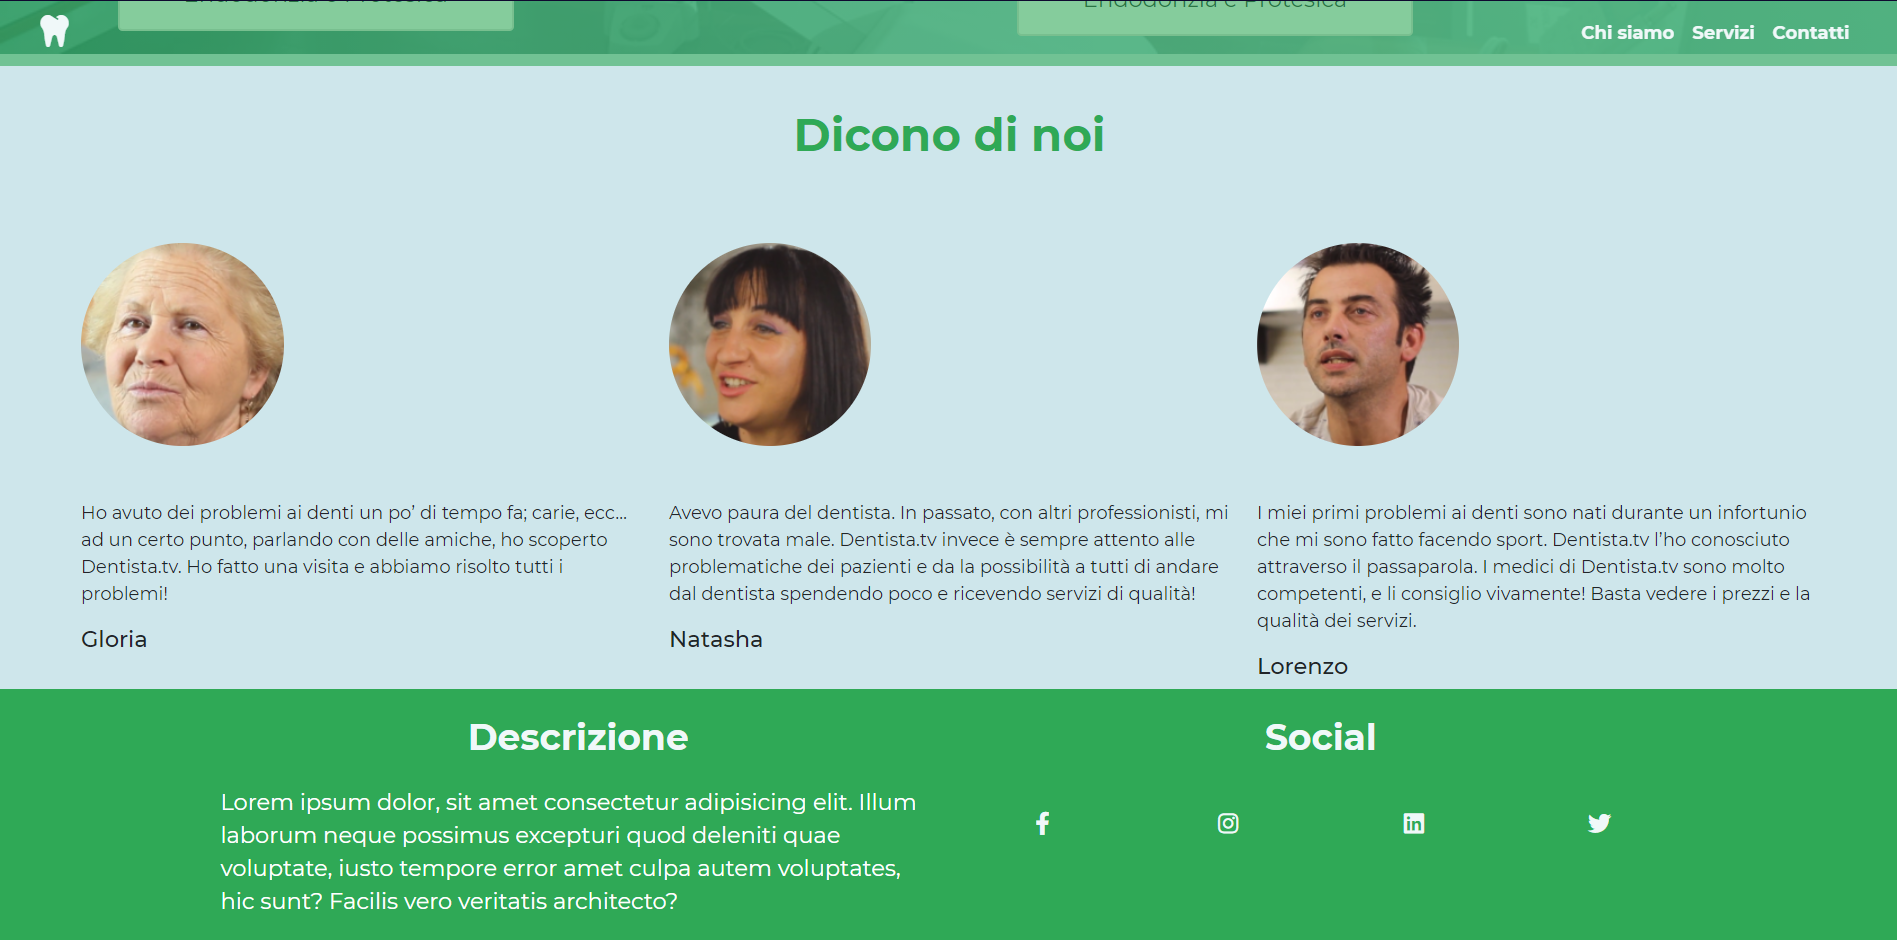 Endodonzia e Protesica
Endodonzia e Protesica
Chi siamo Servizi Contatti
Dicono di noi
Ho avuto dei problemi ai denti un po’ di tempo fa; carie, ecc...
ad un certo punto, parlando con delle amiche, ho scoperto
Dentista.tv. Ho fatto una visita e abbiamo risolto tutti i
problemi!
Gloria
Avevo paura del dentista. In passato, con altri professionisti, mi
sono trovata male. Dentista.tv invece è sempre attento alle
problematiche dei pazienti e da la possibilità a tutti di andare
dal dentista spendendo poco e ricevendo servizi di qualità!
Natasha
I miei primi problemi ai denti sono nati durante un infortunio
che mi sono fatto facendo sport. Dentista.tv l’ho conosciuto
attraverso il passaparola. I medici di Dentista.tv sono molto
competenti, e li consiglio vivamente! Basta vedere i prezzi e la
qualità dei servizi.
Lorenzo
Descrizione
Lorem ipsum dolor, sit amet consectetur adipisicing elit. Illum
laborum neque possimus excepturi quod deleniti quae
voluptate, iusto tempore error amet culpa autem voluptates,
hic sunt? Facilis vero veritatis architecto?
Social